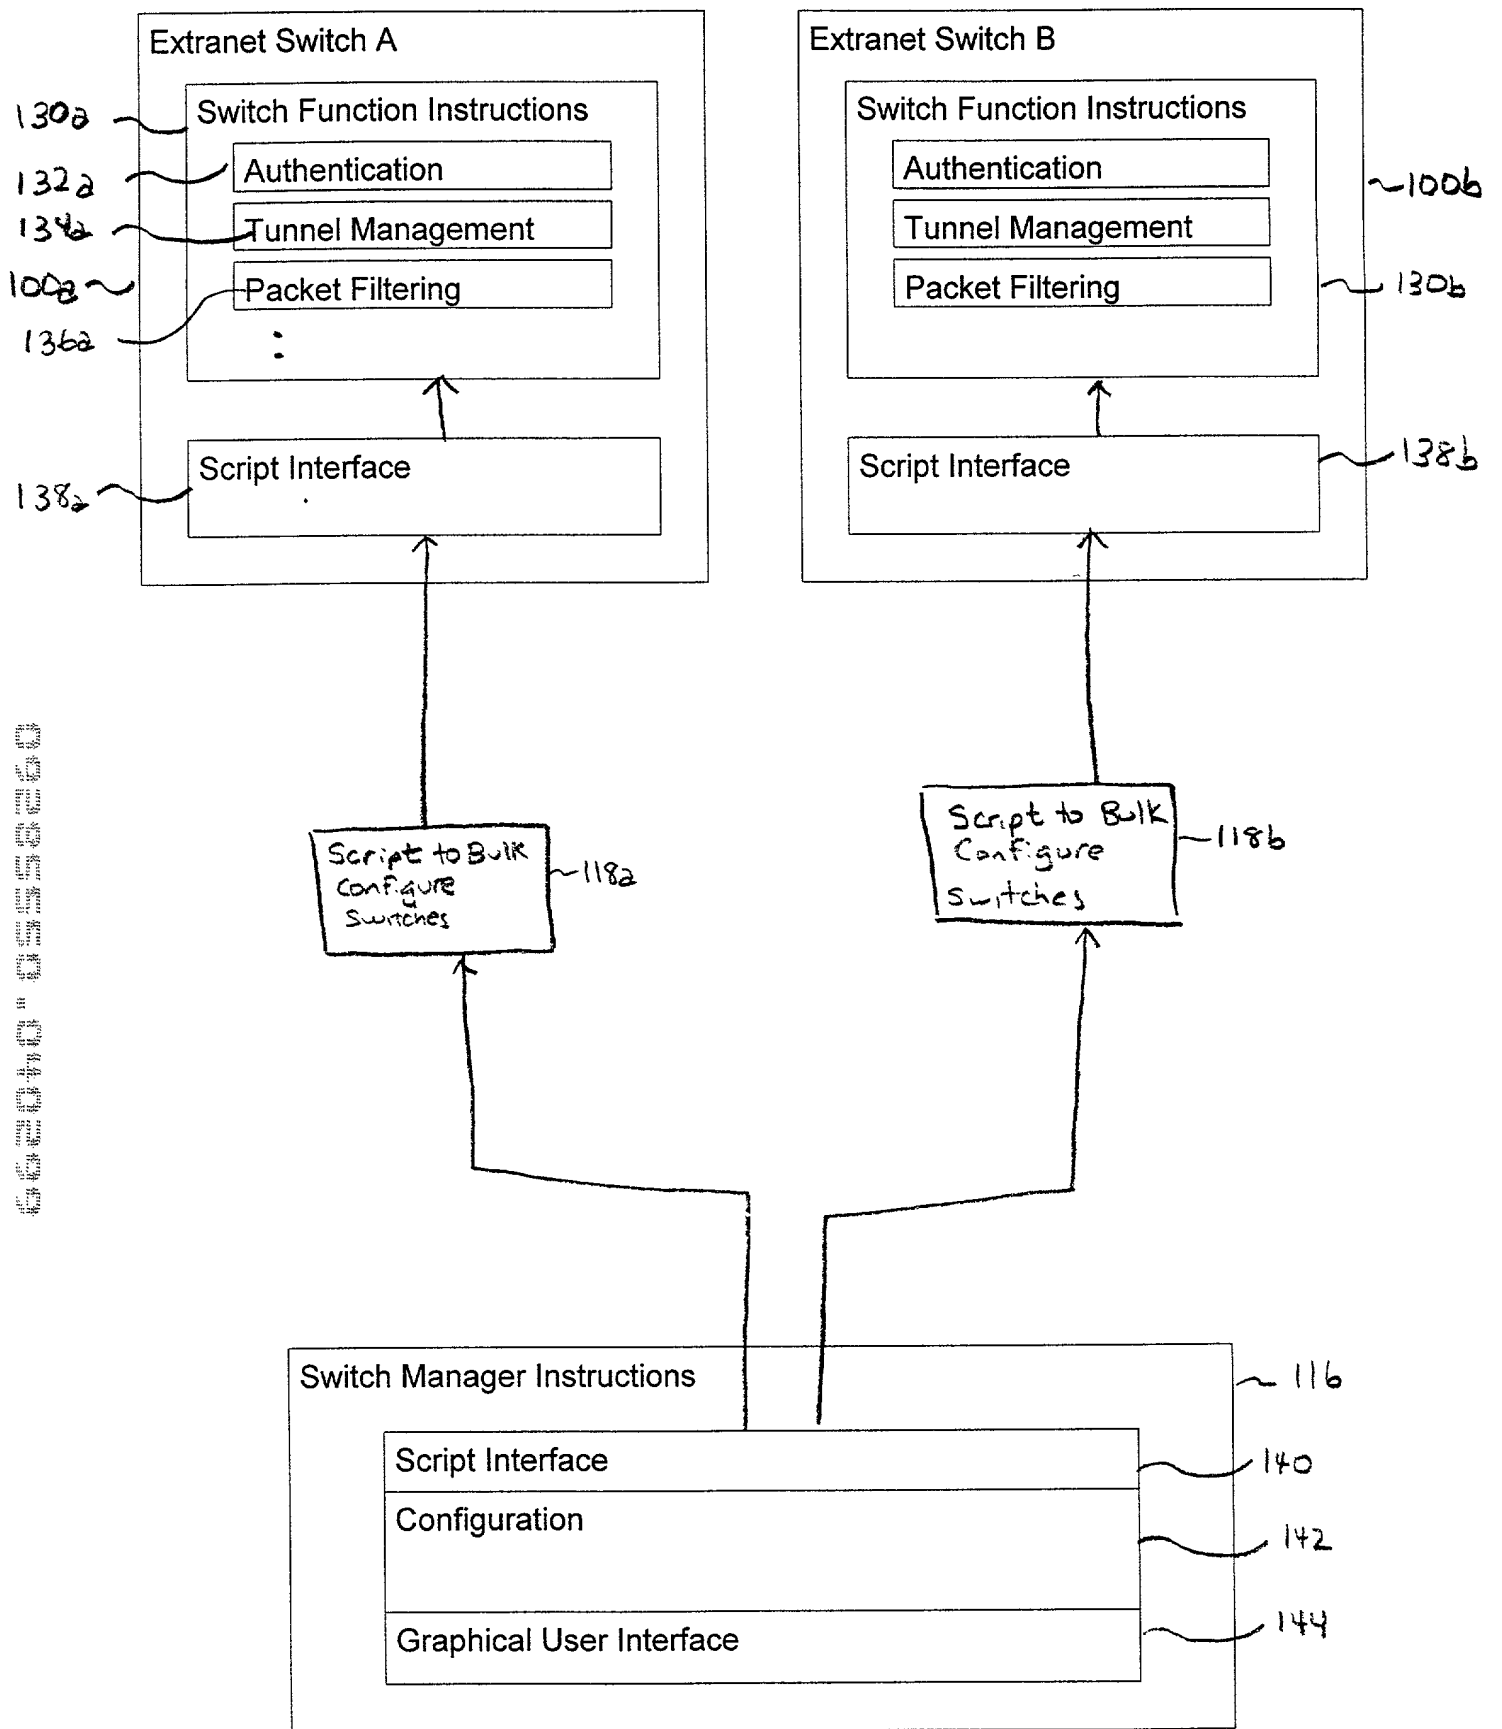 Extranet Switch A
Switch Function Instructions
Authentication
Tunnel Management
Packet Filtering
Script Interface
130a
132a
134a
100a
136a
138a
Extranet Switch B
Switch Function Instructions
Authentication
Tunnel Management
Packet Filtering
Script Interface
100b
130b
138b
Script to Bulk
Configure
Switches
118a
Script to Bulk
Configure
Switches
118b
Switch Manager Instructions
Script Interface
Configuration
Graphical User Interface
116
140
142
144